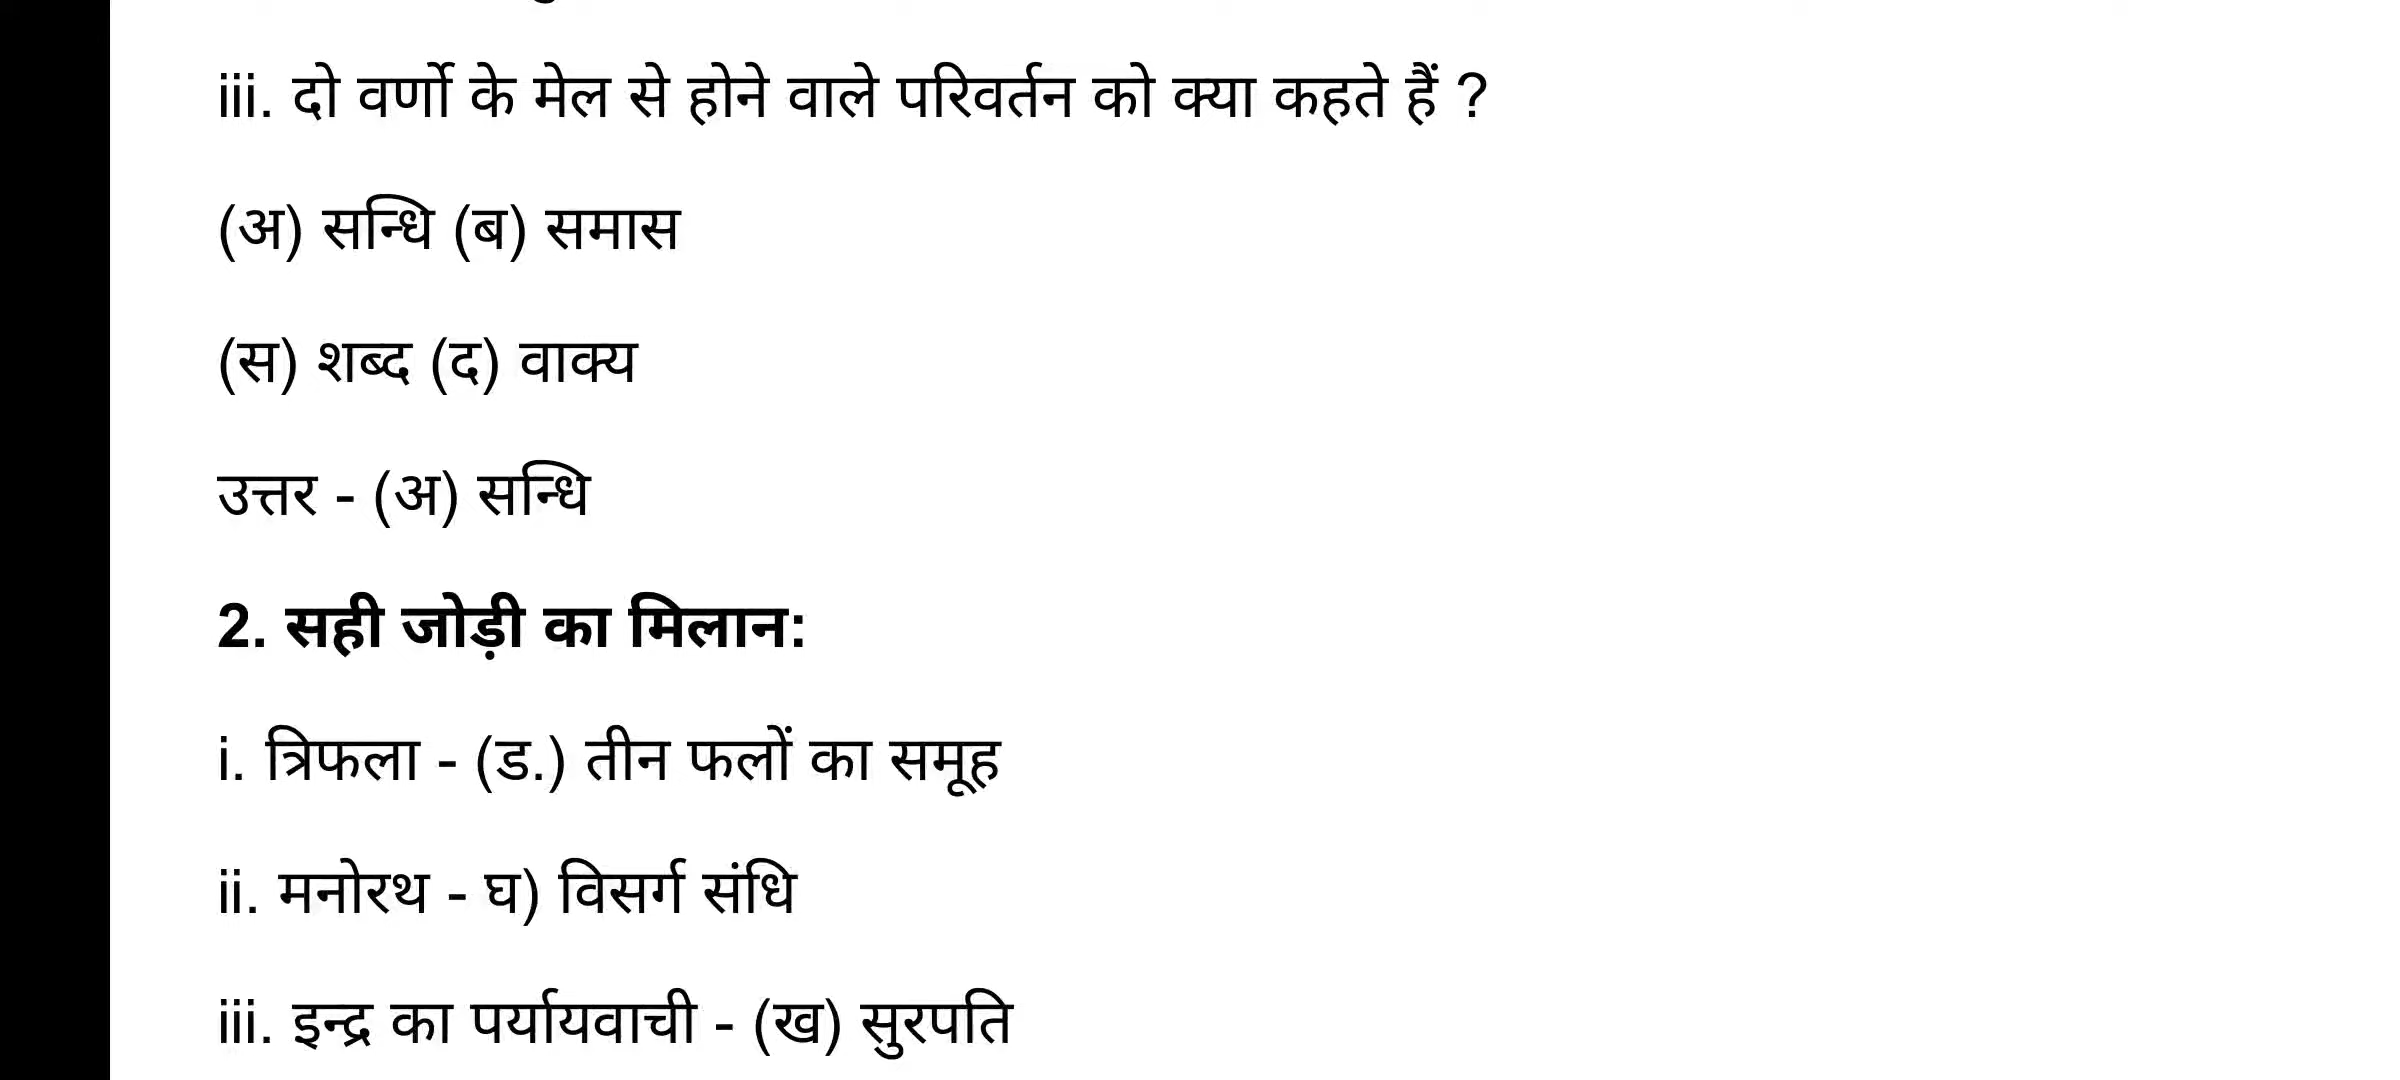 iii. दो वर्णो के मेल से होने वाले परिवर्तन को क्या कहते हैं ?
(अ) सन्धि (ब) समास
(स) शब्द (द) वाक्य
उत्तर - (अ) सन्धि
2. सही जोड़ी का मिलान:
i. त्रिफला - (ड.) तीन फलों का समूह
ii. मनोरथ - घ) विसर्ग संधि
iii. इन्द्र का पर्यायवाची - (ख) सुरपति